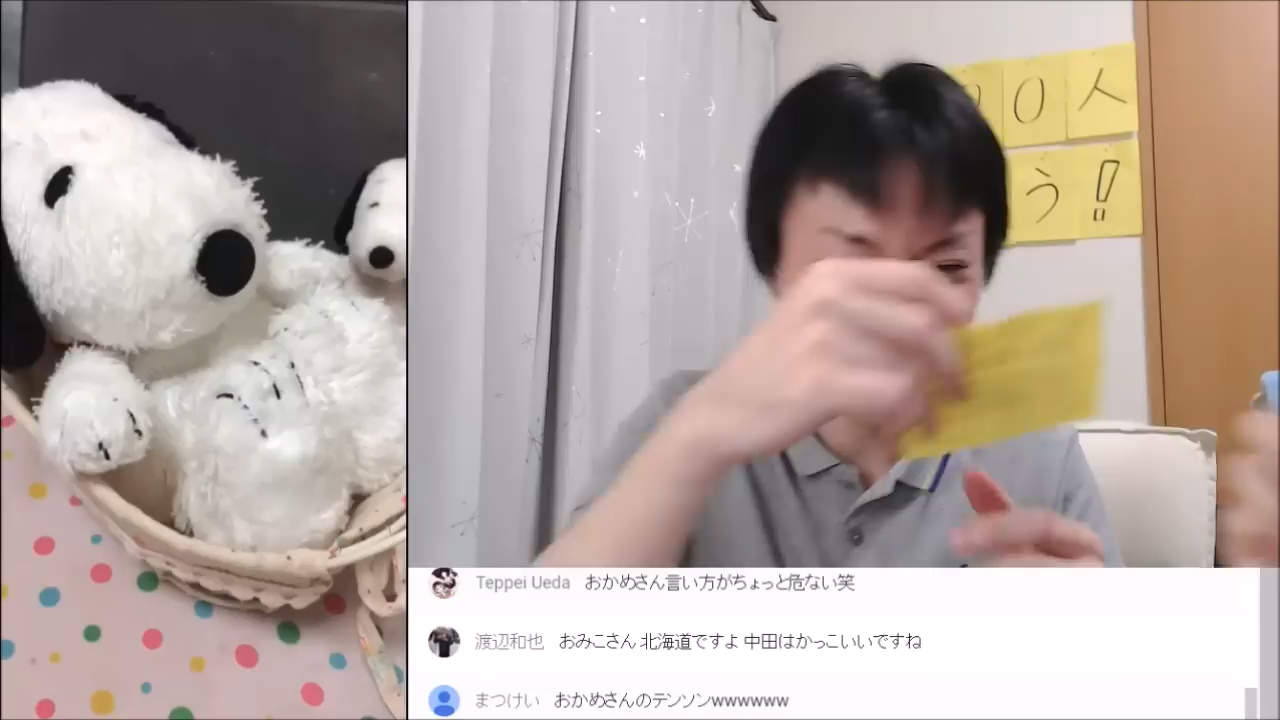 0人
う!
Teppei Ueda おかめさん言い方がちょっと危ない笑
渡辺和也 おみこさん 北海道ですよ 中田はかっこいいですね
まつけい おかめさんのテンソンwwwwww